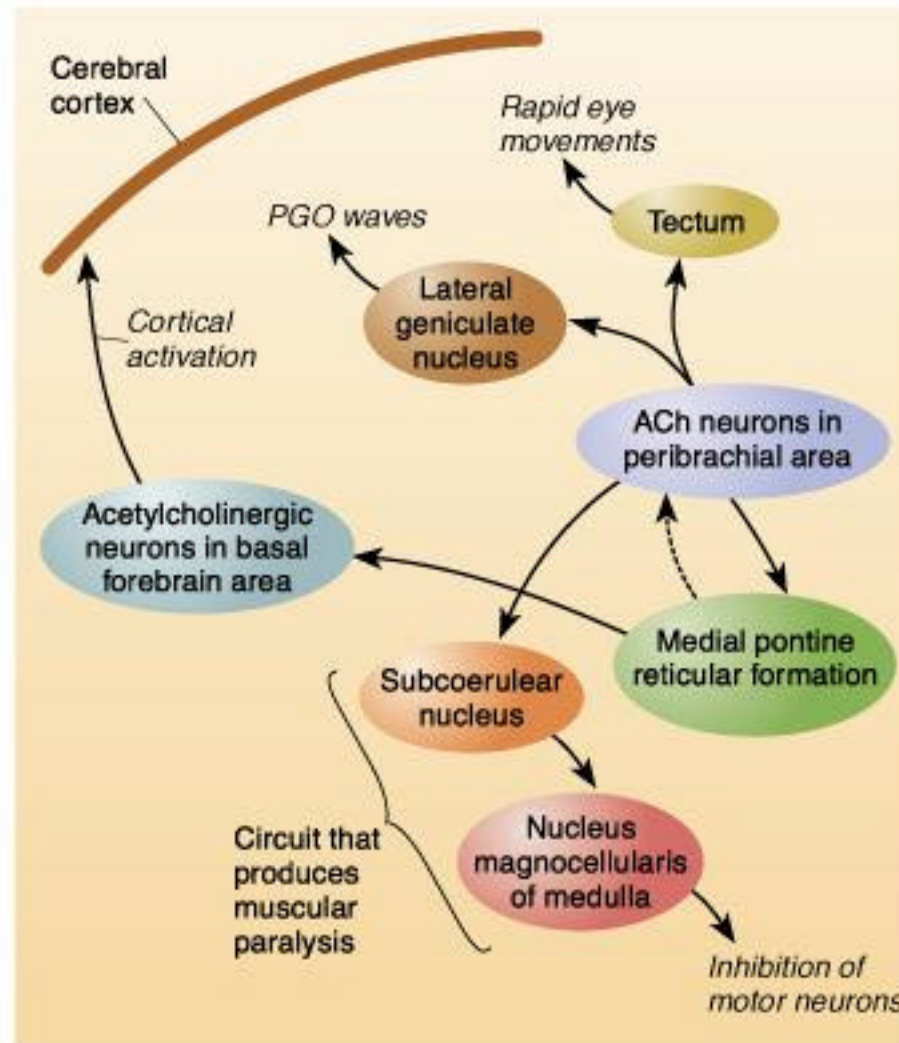 Cerebral
cortex
Rapid eye
movements
Tectum
PGO waves
Lateral
geniculate
nucleus
Cortical
activation
ACh neurons in
peribrachial area
Acetylcholinergic
neurons in basal
forebrain area
Medial pontine
reticular formation
Subcoerulear
nucleus
Circuit that
produces
muscular
paralysis
Nucleus
magnocellularis
of medulla
Inhibition of
motor neurons